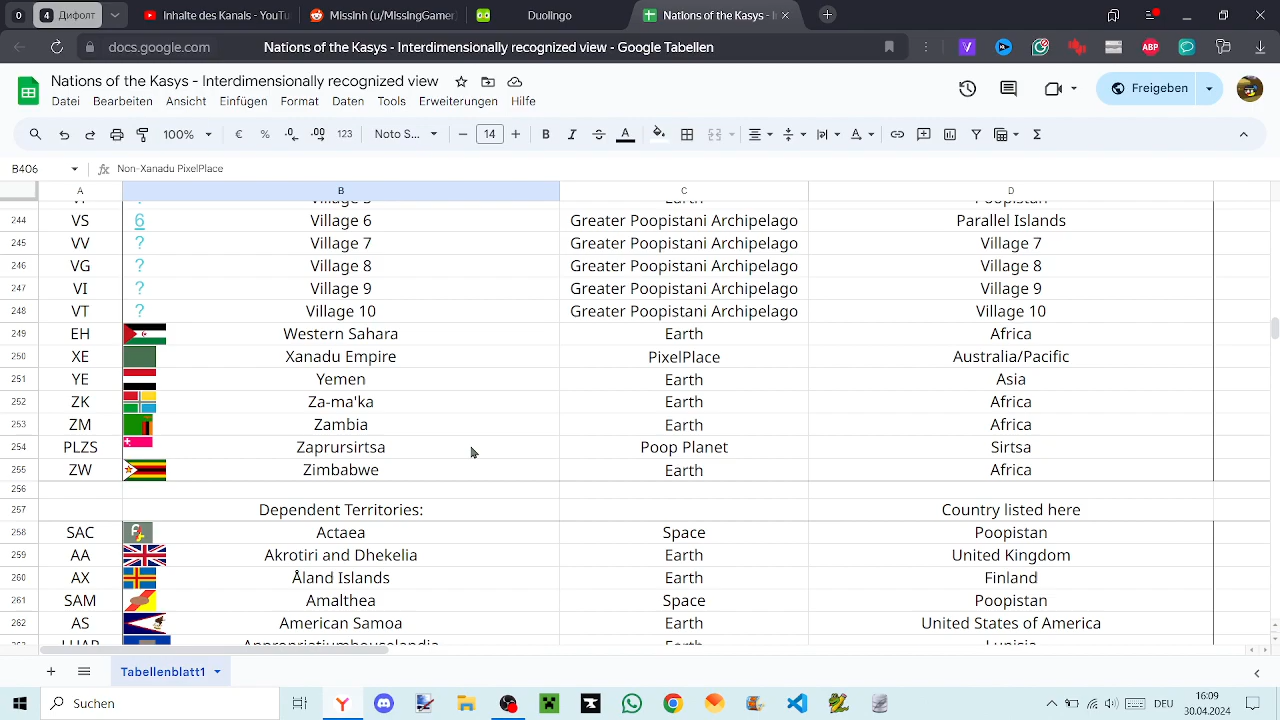 0 4 Дифолт Inhalte des Kanals - YouTu MissIn (u/MissIngGamer Duolingo Nations of the Kasys - In
docs.google.com Nations of the Kasys - Interdimensionally recognized view - Google Tabellen ABP
Nations of the Kasys - Interdimensionally recognized view
Datei Bearbeiten Ansicht Einfügen Format Daten Tools Erweiterungen Hilfe Freigeben
100% € % .0 .00 123 Noto S... 14 B I A
B406 fx Non-Xanadu PixelPlace
A B C D
244 VS 6 Village 6 Greater Poopistani Archipelago Parallel Islands
245 VV ? Village 7 Greater Poopistani Archipelago Village 7
246 VG ? Village 8 Greater Poopistani Archipelago Village 8
247 VI ? Village 9 Greater Poopistani Archipelago Village 9
248 VT ? Village 10 Greater Poopistani Archipelago Village 10
249 EH Western Sahara Earth Africa
250 XE Xanadu Empire PixelPlace Australia/Pacific
251 YE Yemen Earth Asia
252 ZK Za-ma'ka Earth Africa
253 ZM Zambia Earth Africa
254 PLZS Zaprursirtsa Poop Planet Sirtsa
255 ZW Zimbabwe Earth Africa
256
257 Dependent Territories: Country listed here
258 SAC Actaea Space Poopistan
259 AA Akrotiri and Dhekelia Earth United Kingdom
260 AX Åland Islands Earth Finland
261 SAM Amalthea Space Poopistan
262 AS American Samoa Earth United States of America
Tabellenblatt1
Suchen DEU 16:09
30.04.2024